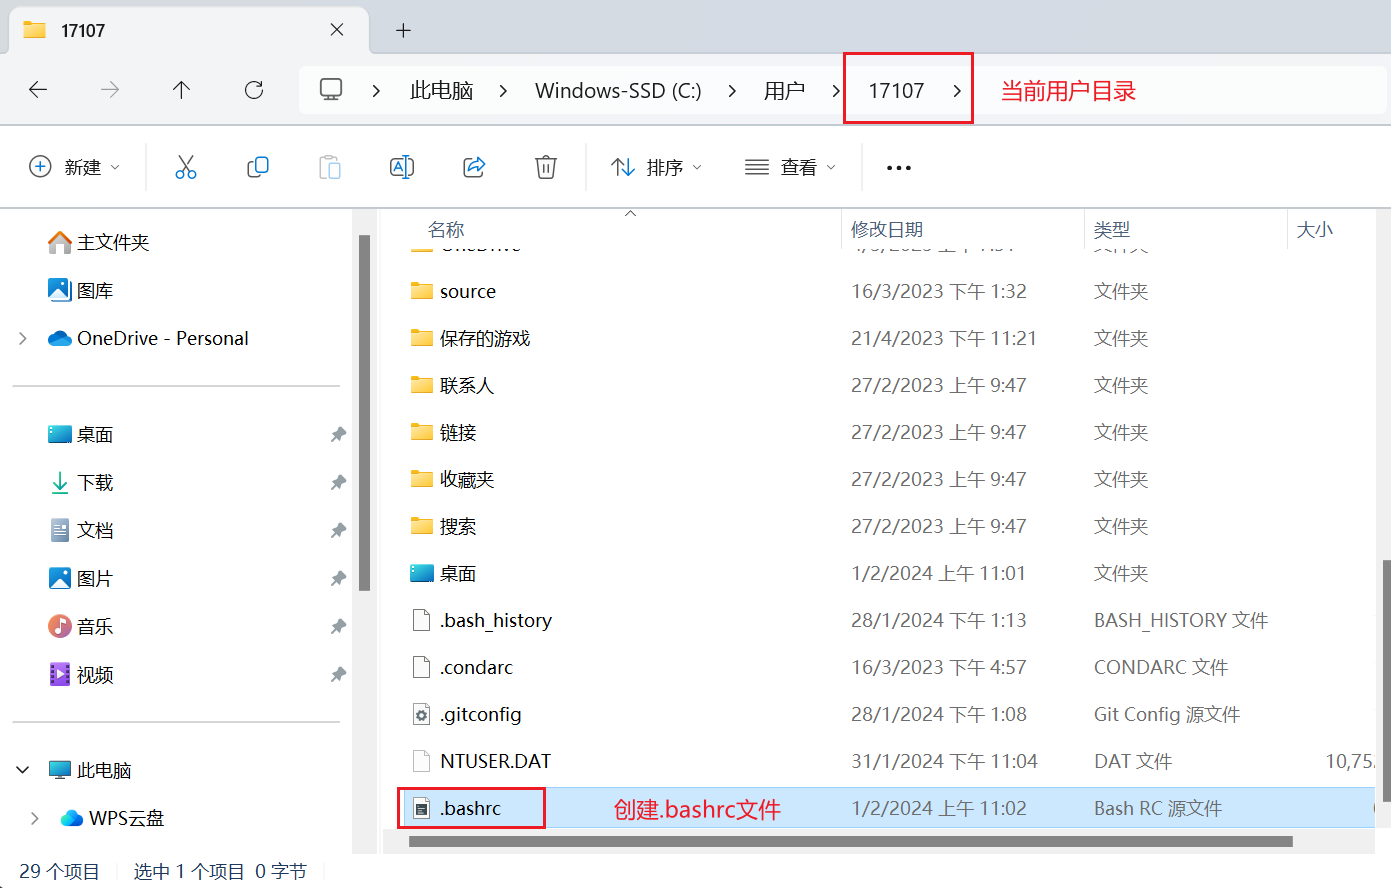 17107
此电脑 Windows-SSD (C:) 用户 17107 当前用户目录
新建 排序 查看
名称 修改日期 类型 大小
主文件夹
图库
OneDrive - Personal
桌面
下载
文档
图片
音乐
视频
此电脑
WPS云盘
source 16/3/2023 下午 1:32 文件夹
保存的游戏 21/4/2023 下午 11:21 文件夹
联系人 27/2/2023 上午 9:47 文件夹
链接 27/2/2023 上午 9:47 文件夹
收藏夹 27/2/2023 上午 9:47 文件夹
搜索 27/2/2023 上午 9:47 文件夹
桌面 1/2/2024 上午 11:01 文件夹
.bash_history 28/1/2024 下午 1:13 BASH_HISTORY 文件
.condarc 16/3/2023 下午 4:57 CONDARC 文件
.gitconfig 28/1/2024 下午 1:08 Git Config 源文件
NTUSER.DAT 31/1/2024 下午 11:04 DAT 文件 10,75
.bashrc 创建.bashrc文件 1/2/2024 上午 11:02 Bash RC 源文件
29 个项目 选中 1 个项目 0 字节